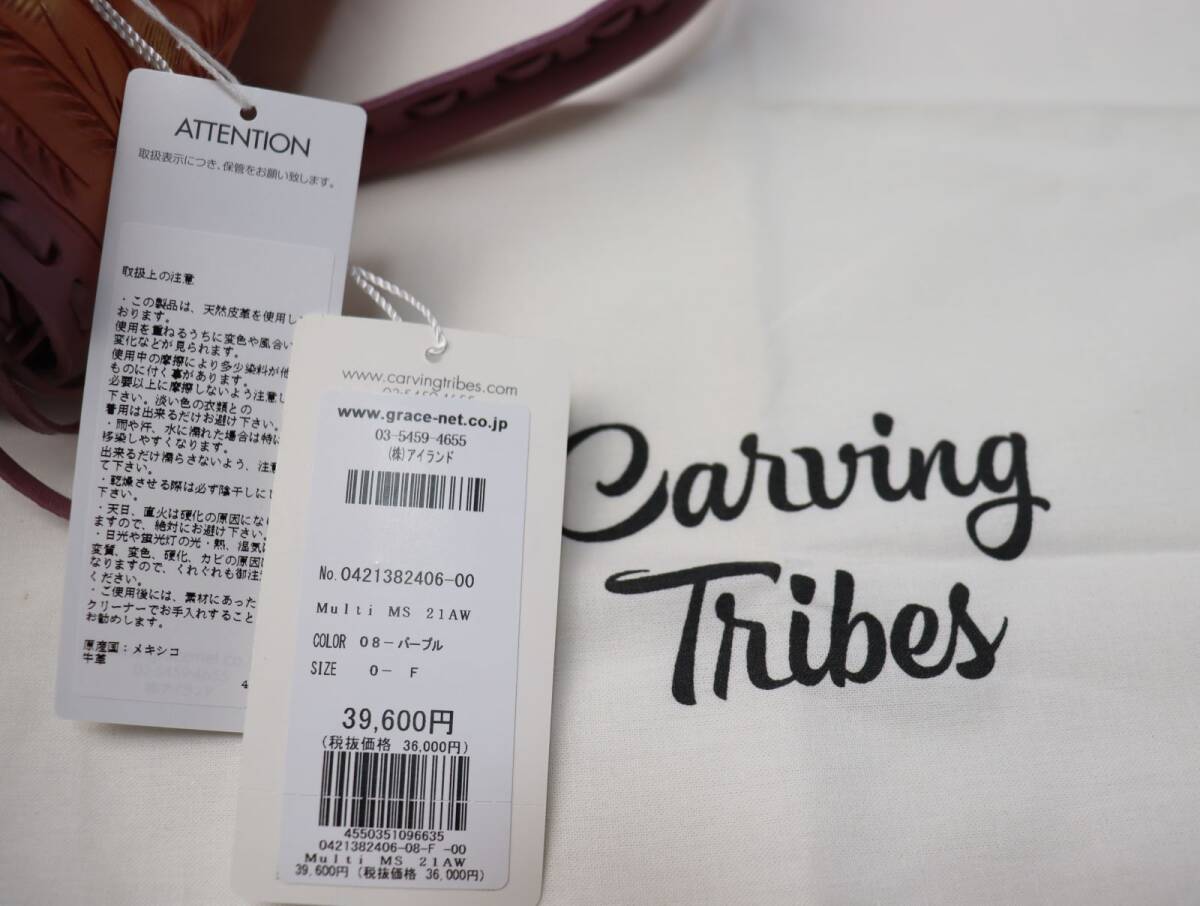 ATTENTION
取扱表示につき、保管をお願い致します。
取扱上の注意
・この製品は、天然皮革を使用し
おります。
使用を重ねるうちに変色や風合い
変化などが見られます。
使用中の摩擦により多少染料が他
ものに付く事があります。
必要以上に摩擦しないよう注意し
下さい。淡い色の衣類との
着用は出来るだけお避け下さい。
・雨や汗、水に濡れた場合は特に
移染しやすくなります。
出来るだけ濡らさないよう、注意
て下さい。
・乾燥させる際は必ず陰干しにし
下さい。
・天日、直火は硬化の原因にな
ますので、絶対にお避け下さい。
・日光や蛍光灯の光・熱、湿気は
変質、変色、硬化、カビの原因に
なりますので、くれぐれも御注意
ください。
・ご使用後には、素材にあった
クリーナーでお手入れすること
お勧めします。
原産国：メキシコ
牛革
4
www.carvingtribes.com
03-5459-4655
www.grace-net.co.jp
03-5459-4655
(株)アイランド
No.0421382406-00
Multi MS 21AW
COLOR 08-パープル
SIZE 0- F
39,600円
(税抜価格 36,000円)
4550351096635
0421382406-08-F -00
Multi MS 21AW
39,600円 (税抜価格 36,000円)
Carving
Tribes